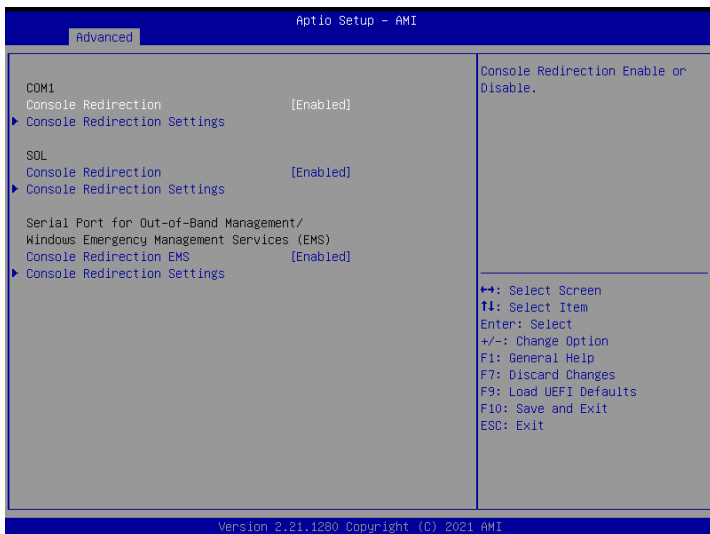 Aptio Setup – AMI
Advanced
COM1
Console Redirection [Enabled]
Console Redirection Settings
SOL
Console Redirection [Enabled]
Console Redirection Settings
Serial Port for Out-of-Band Management/
Windows Emergency Management Services (EMS)
Console Redirection EMS [Enabled]
Console Redirection Settings
Console Redirection Enable or
Disable.
↔: Select Screen
↑↓: Select Item
Enter: Select
+/-: Change Option
F1: General Help
F7: Discard Changes
F9: Load UEFI Defaults
F10: Save and Exit
ESC: Exit
Version 2.21.1280 Copyright (C) 2021 AMI